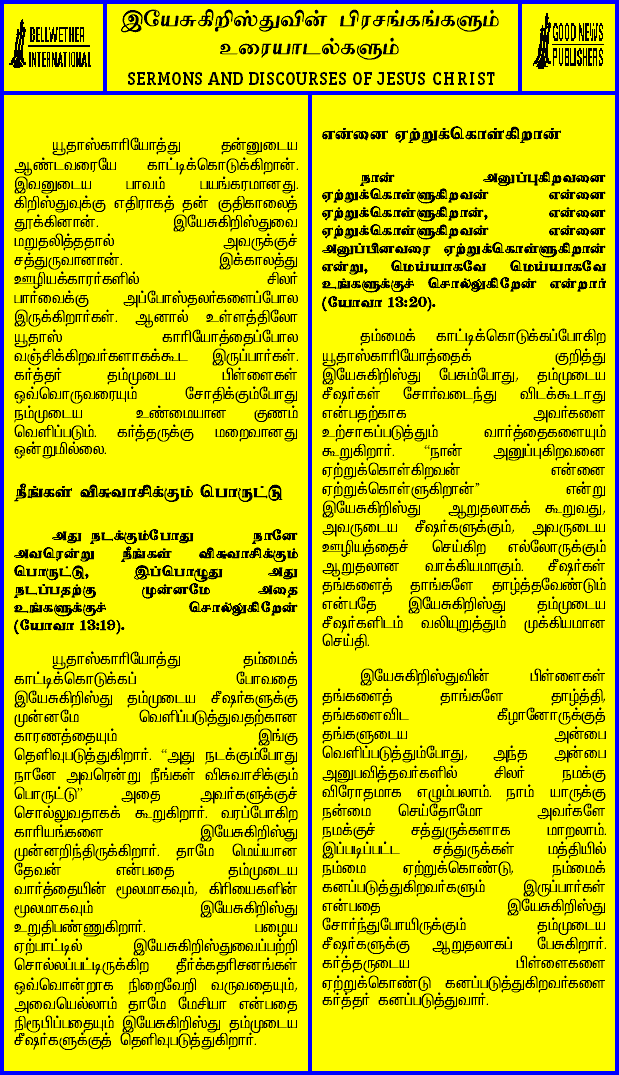 BELLWETHER
INTERNATIONAL
இயேசுகிறிஸ்துவின் பிரசங்கங்களும்
உரையாடல்களும்
SERMONS AND DISCOURSES OF JESUS CHRIST
GOOD NEWS
PUBLISHERS
யூதாஸ்காரியோத்து தன்னுடைய
ஆண்டவரையே காட்டிக்கொடுக்கிறான்.
இவனுடைய பாவம் பயங்கரமானது.
கிறிஸ்துவுக்கு எதிராகத் தன் குதிகாலைத்
தூக்கினான். இயேசுகிறிஸ்துவை
மறுதலித்ததால் அவருக்குச்
சத்துருவானான். இக்காலத்து
ஊழியக்காரர்களில் சிலர்
பார்வைக்கு அப்போஸ்தலர்களைப்போல
இருக்கிறார்கள். ஆனால் உள்ளத்திலோ
யூதாஸ் காரியோத்தைப்போல
வஞ்சிக்கிறவர்களாகக்கூட இருப்பார்கள்.
கர்த்தர் தம்முடைய பிள்ளைகள்
ஒவ்வொருவரையும் சோதிக்கும்போது
நம்முடைய உண்மையான குணம்
வெளிப்படும். கர்த்தருக்கு மறைவானது
ஒன்றுமில்லை.
நீங்கள் விசுவாசிக்கும் பொருட்டு
அது நடக்கும்போது நானே
அவரென்று நீங்கள் விசுவாசிக்கும்
பொருட்டு, இப்பொழுது அது
நடப்பதற்கு முன்னமே அதை
உங்களுக்குச் சொல்லுகிறேன்
(யோவா 13:19).
யூதாஸ்காரியோத்து தம்மைக்
காட்டிக்கொடுக்கப் போவதை
இயேசுகிறிஸ்து தம்முடைய சீஷர்களுக்கு
முன்னமே வெளிப்படுத்துவதற்கான
காரணத்தையும் இங்கு
தெளிவுபடுத்துகிறார். “அது நடக்கும்போது
நானே அவரென்று நீங்கள் விசுவாசிக்கும்
பொருட்டு” அதை அவர்களுக்குச்
சொல்லுவதாகக் கூறுகிறார். வரப்போகிற
காரியங்களை இயேசுகிறிஸ்து
முன்னறிந்திருக்கிறார். தாமே மெய்யான
தேவன் என்பதை தம்முடைய
வார்த்தையின் மூலமாகவும், கிரியைகளின்
மூலமாகவும் இயேசுகிறிஸ்து
உறுதிபண்ணுகிறார். பழைய
ஏற்பாட்டில் இயேசுகிறிஸ்துவைப்பற்றி
சொல்லப்பட்டிருக்கிற தீர்க்கதரிசனங்கள்
ஒவ்வொன்றாக நிறைவேறி வருவதையும்,
அவையெல்லாம் தாமே மேசியா என்பதை
நிரூபிப்பதையும் இயேசுகிறிஸ்து தம்முடைய
சீஷர்களுக்குத் தெளிவுபடுத்துகிறார்.
என்னை ஏற்றுக்கொள்கிறான்
நான் அனுப்புகிறவனை
ஏற்றுக்கொள்ளுகிறவன் என்னை
ஏற்றுக்கொள்ளுகிறான், என்னை
ஏற்றுக்கொள்ளுகிறவன் என்னை
அனுப்பினவரை ஏற்றுக்கொள்ளுகிறான்
என்று, மெய்யாகவே மெய்யாகவே
உங்களுக்குச் சொல்லுகிறேன் என்றார்
(யோவா 13:20).
தம்மைக் காட்டிக்கொடுக்கப்போகிற
யூதாஸ்காரியோத்தைக் குறித்து
இயேசுகிறிஸ்து பேசும்போது, தம்முடைய
சீஷர்கள் சோர்வடைந்து விடக்கூடாது
என்பதற்காக அவர்களை
உற்சாகப்படுத்தும் வார்த்தைகளையும்
கூறுகிறார். “நான் அனுப்புகிறவனை
ஏற்றுக்கொள்கிறவன் என்னை
ஏற்றுக்கொள்ளுகிறான்” என்று
இயேசுகிறிஸ்து ஆறுதலாகக் கூறுவது,
அவருடைய சீஷர்களுக்கும், அவருடைய
ஊழியத்தைச் செய்கிற எல்லோருக்கும்
ஆறுதலான வாக்கியமாகும். சீஷர்கள்
தங்களைத் தாங்களே தாழ்த்தவேண்டும்
என்பதே இயேசுகிறிஸ்து தம்முடைய
சீஷர்களிடம் வலியுறுத்தும் முக்கியமான
செய்தி.
இயேசுகிறிஸ்துவின் பிள்ளைகள்
தங்களைத் தாங்களே தாழ்த்தி,
தங்களைவிட கீழானோருக்குத்
தங்களுடைய அன்பை
வெளிப்படுத்தும்போது, அந்த அன்பை
அனுபவித்தவர்களில் சிலர் நமக்கு
விரோதமாக எழும்பலாம். நாம் யாருக்கு
நன்மை செய்தோமோ அவர்களே
நமக்குச் சத்துருக்களாக மாறலாம்.
இப்படிப்பட்ட சத்துருக்கள் மத்தியில்
நம்மை ஏற்றுக்கொண்டு, நம்மைக்
கனப்படுத்துகிறவர்களும் இருப்பார்கள்
என்பதை இயேசுகிறிஸ்து
சோர்ந்துபோயிருக்கும் தம்முடைய
சீஷர்களுக்கு ஆறுதலாகப் பேசுகிறார்.
கர்த்தருடைய பிள்ளைகளை
ஏற்றுக்கொண்டு கனப்படுத்துகிறவர்களை
கர்த்தர் கனப்படுத்துவார்.